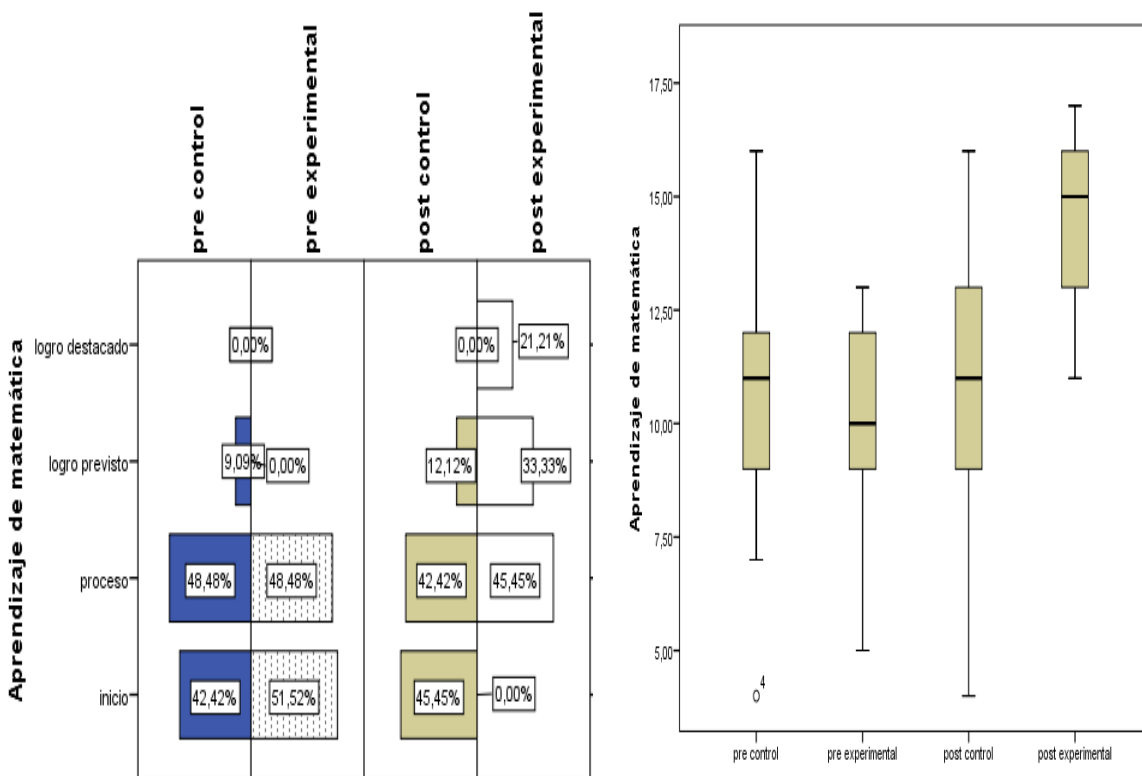 pre control
pre experimental
post control
post experimental
Aprendizaje de matemática
logro destacado
0,00%
0,00%
21,21%
logro previsto
9,09%
0,00%
12,12%
33,33%
proceso
48,48%
48,48%
42,42%
45,45%
inicio
42,42%
51,52%
45,45%
0,00%
Aprendizaje de matemática
17,50
15,00
12,50
10,00
7,50
5,00
4
pre control
pre experimental
post control
post experimental